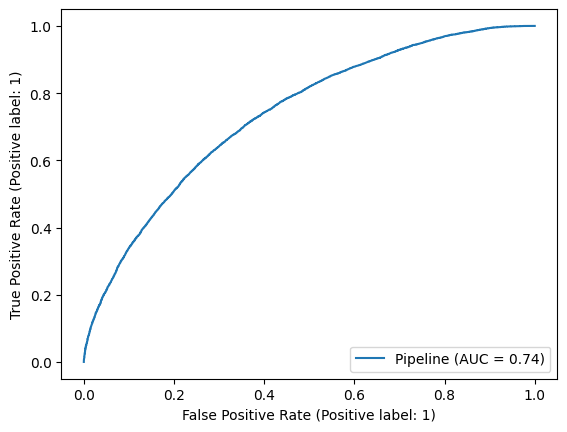 1.0
0.8
0.6
0.4
0.2
0.0
True Positive Rate (Positive label: 1)
Pipeline (AUC = 0.74)
0.0 0.2 0.4 0.6 0.8 1.0
False Positive Rate (Positive label: 1)